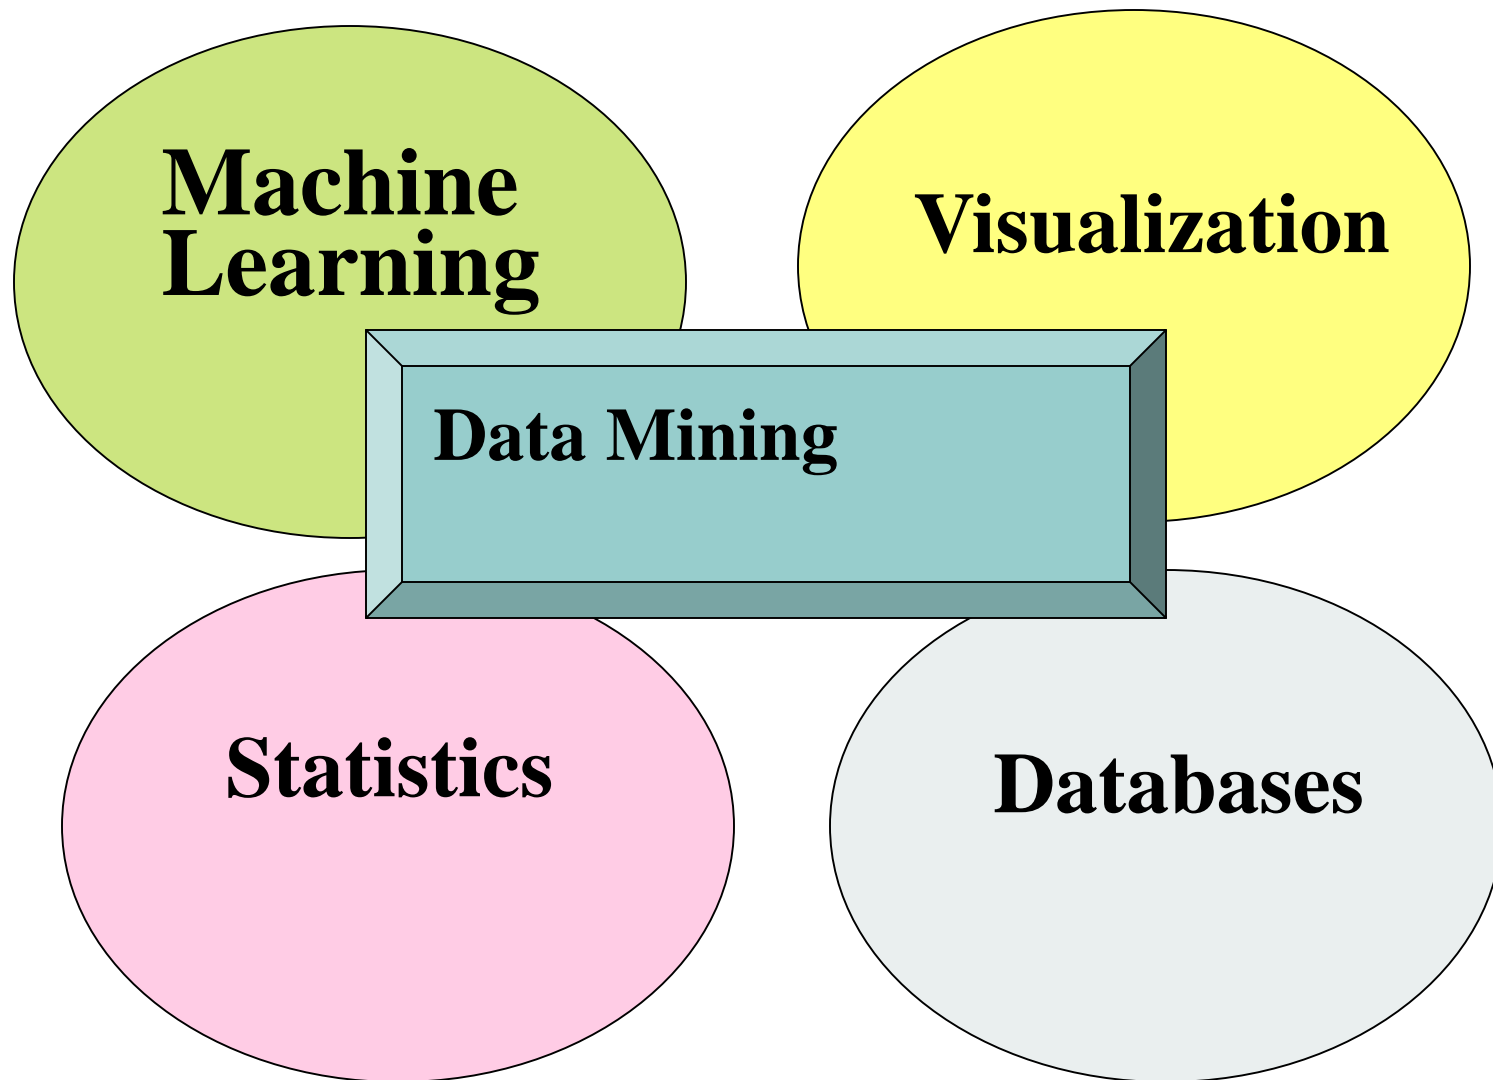 Machine
Learning
Visualization
Data Mining
Statistics
Databases